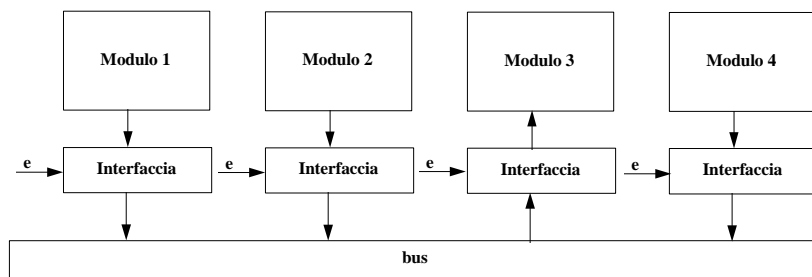 Modulo 1
Modulo 2
Modulo 3
Modulo 4
e
Interfaccia
e
Interfaccia
e
Interfaccia
e
Interfaccia
bus